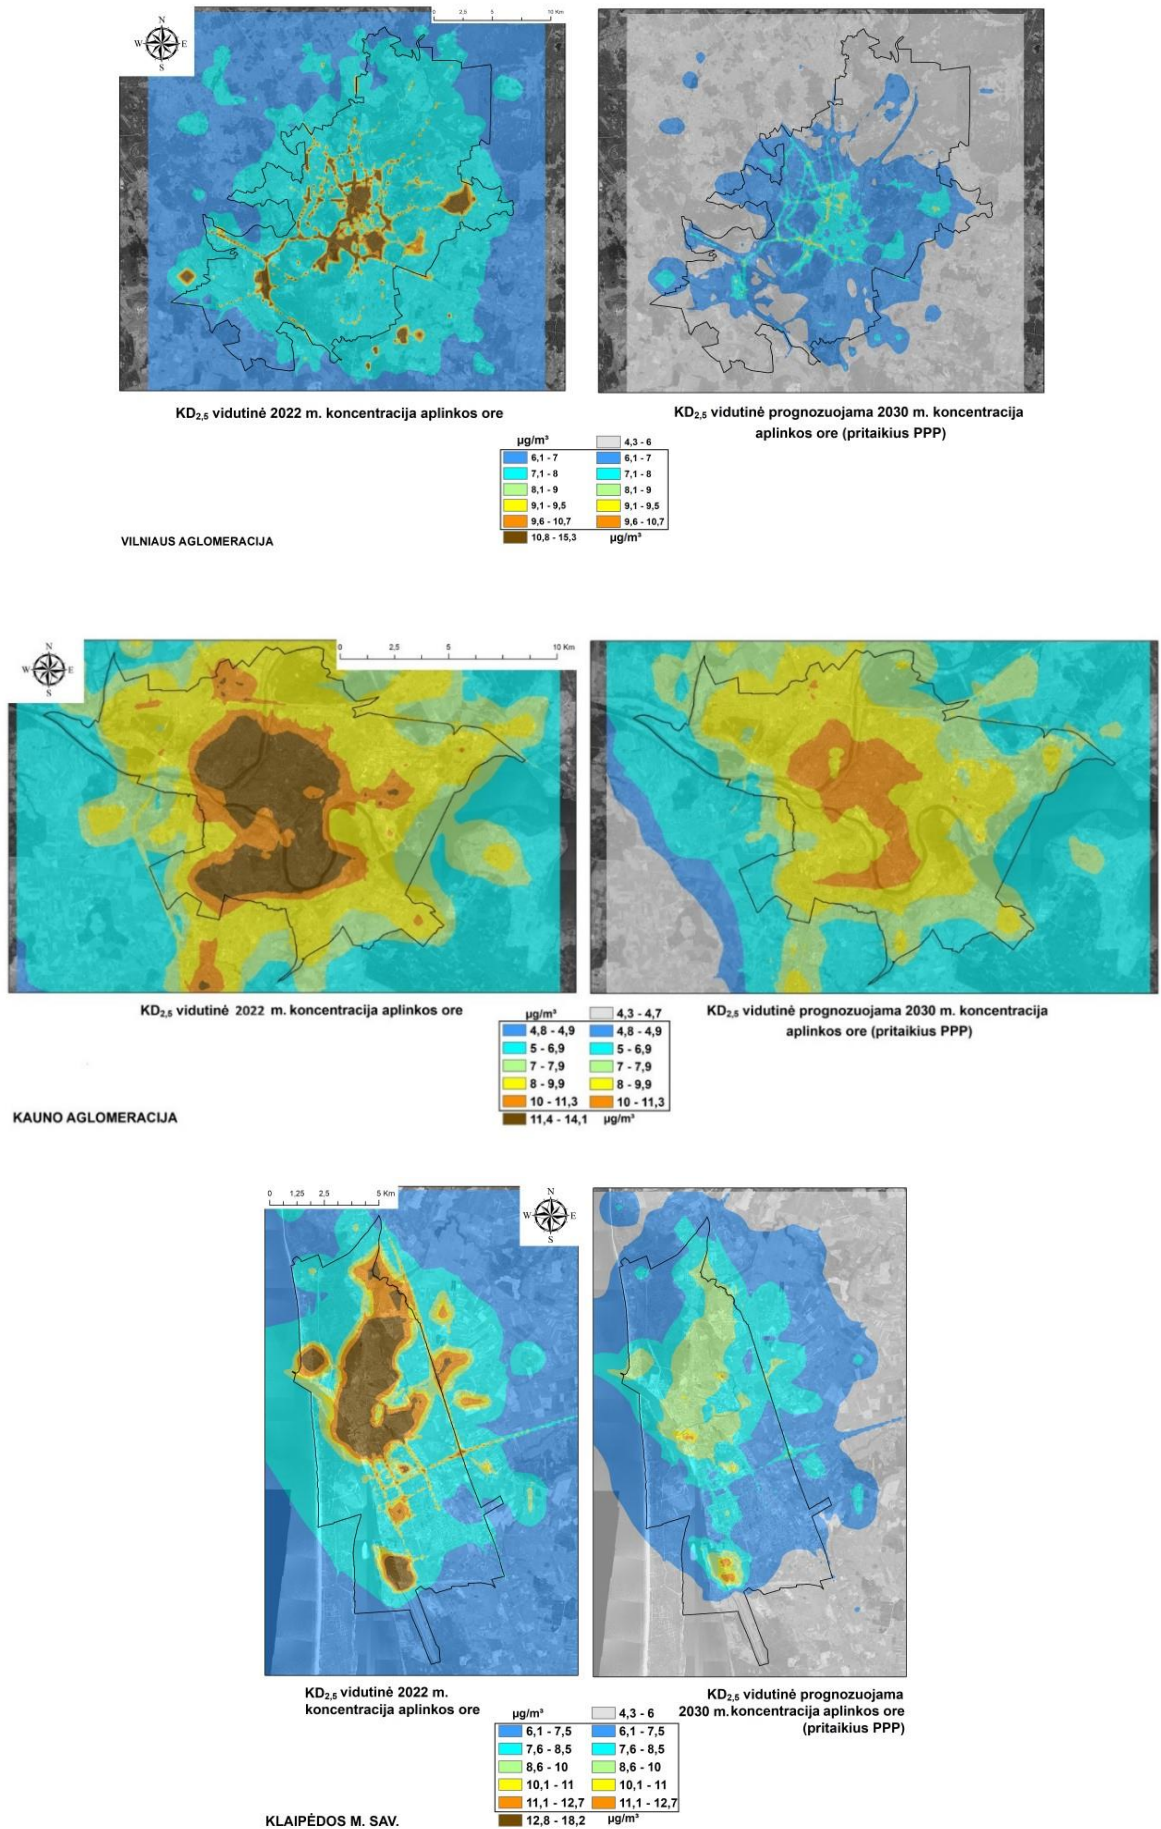 N
W E
S
0 2,5 5 10 Km
KD2,5 vidutinė 2022 m. koncentracija aplinkos ore
KD2,5 vidutinė prognozuojama 2030 m. koncentracija
aplinkos ore (pritaikius PPP)
µg/m³ 4,3 - 6
6,1 - 7 6,1 - 7
7,1 - 8 7,1 - 8
8,1 - 9 8,1 - 9
9,1 - 9,5 9,1 - 9,5
9,6 - 10,7 9,6 - 10,7
10,8 - 15,3 µg/m³
VILNIAUS AGLOMERACIJA
N
W E
S
0 2,5 5 10 Km
KD2,5 vidutinė 2022 m. koncentracija aplinkos ore
KD2,5 vidutinė prognozuojama 2030 m. koncentracija
aplinkos ore (pritaikius PPP)
µg/m³ 4,3 - 4,7
4,8 - 4,9 4,8 - 4,9
5 - 6,9 5 - 6,9
7 - 7,9 7 - 7,9
8 - 9,9 8 - 9,9
10 - 11,3 10 - 11,3
11,4 - 14,1 µg/m³
KAUNO AGLOMERACIJA
0 1,25 2,5 5 Km
N
W E
S
KD2,5 vidutinė 2022 m.
koncentracija aplinkos ore
KD2,5 vidutinė prognozuojama
2030 m. koncentracija aplinkos ore
(pritaikius PPP)
µg/m³ 4,3 - 6
6,1 - 7,5 6,1 - 7,5
7,6 - 8,5 7,6 - 8,5
8,6 - 10 8,6 - 10
10,1 - 11 10,1 - 11
11,1 - 12,7 11,1 - 12,7
12,8 - 18,2 µg/m³
KLAIPĖDOS M. SAV.